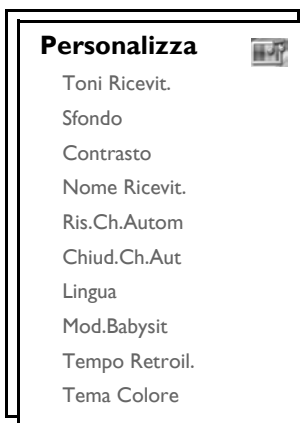 Personalizza
Toni Ricevit.
Sfondo
Contrasto
Nome Ricevit.
Ris.Ch.Autom
Chiud.Ch.Aut
Lingua
Mod.Babysit
Tempo Retroil.
Tema Colore